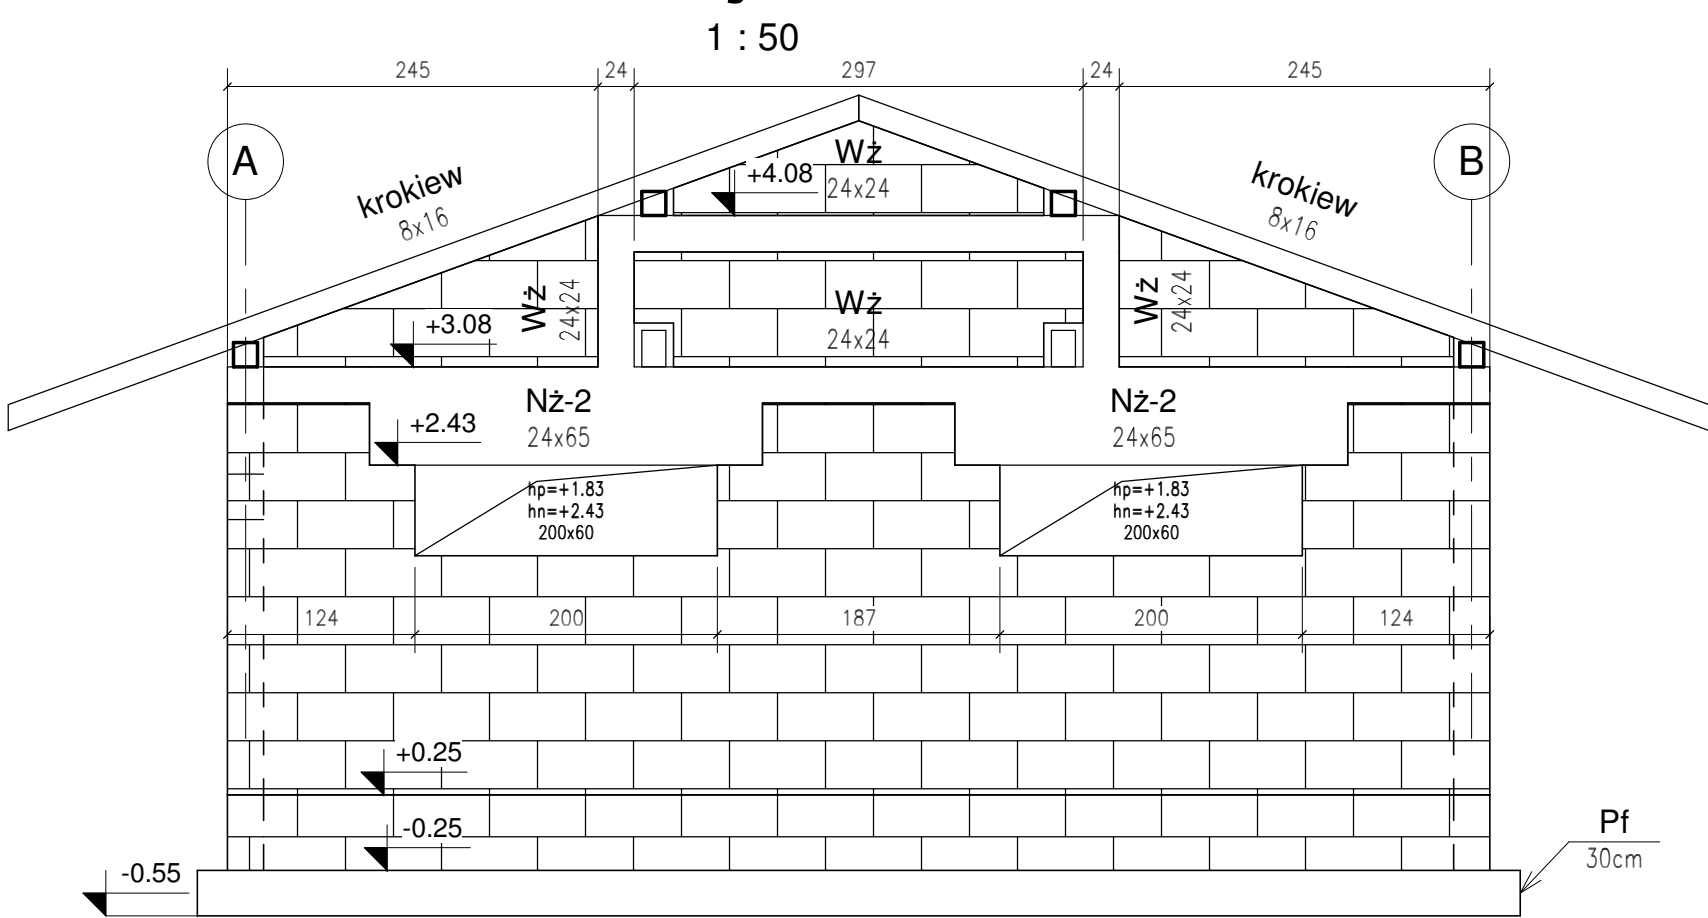 1 : 50
245
24
297
24
245
A
B
krokiew
8x16
Wż
24x24
+4.08
krokiew
8x16
Wż
24x24
Wż
24x24
Wż
24x24
+3.08
Nż-2
24x65
Nż-2
24x65
+2.43
hp=+1.83
hn=+2.43
200x60
hp=+1.83
hn=+2.43
200x60
124
200
187
200
124
+0.25
-0.25
-0.55
Pf
30cm